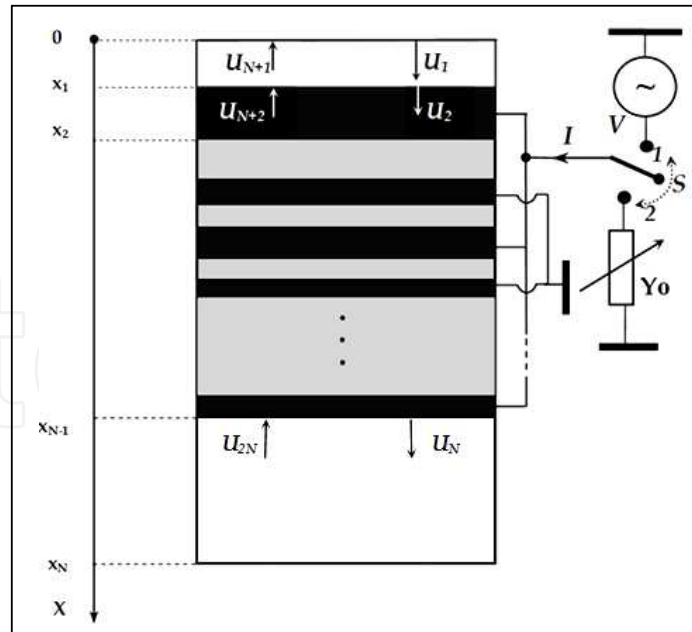 0
u_{N+1}
u_1
x_1
u_{N+2}
u_2
x_2
V
~
1
I
S
2
Yo
x_{N-1}
u_{2N}
u_N
x_N
X